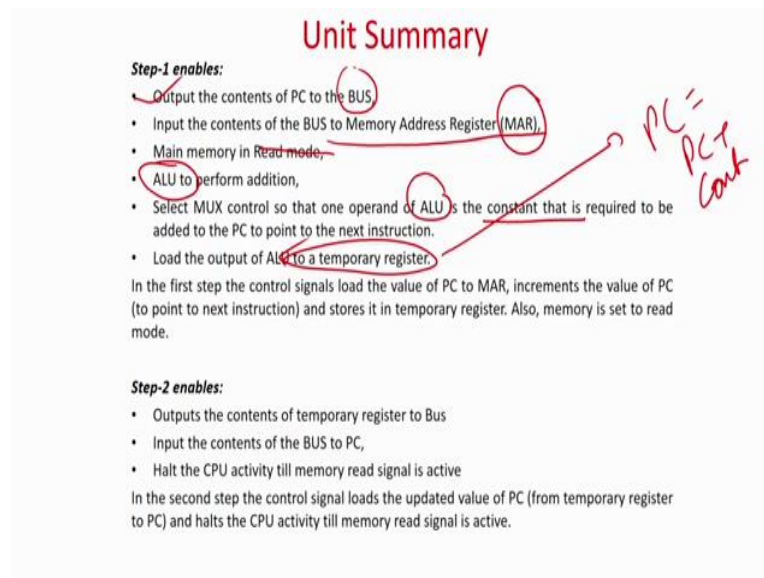 Unit Summary
Step-1 enables:
• Output the contents of PC to the BUS,
• Input the contents of the BUS to Memory Address Register (MAR),
• Main memory in Read mode,
• ALU to perform addition,
• Select MUX control so that one operand of ALU is the constant that is required to be
added to the PC to point to the next instruction.
• Load the output of ALU to a temporary register.
In the first step the control signals load the value of PC to MAR, increments the value of PC
(to point to next instruction) and stores it in temporary register. Also, memory is set to read
mode.
PC =
PC +
Const
Step-2 enables:
• Outputs the contents of temporary register to Bus
• Input the contents of the BUS to PC,
• Halt the CPU activity till memory read signal is active
In the second step the control signal loads the updated value of PC (from temporary register
to PC) and halts the CPU activity till memory read signal is active.